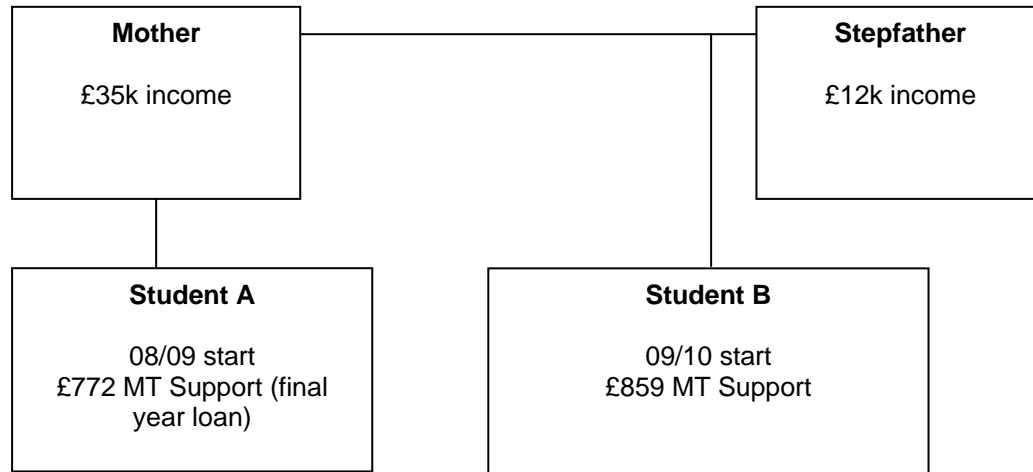 Mother
£35k income
Stepfather
£12k income
Student A
08/09 start
£772 MT Support (final
year loan)
Student B
09/10 start
£859 MT Support